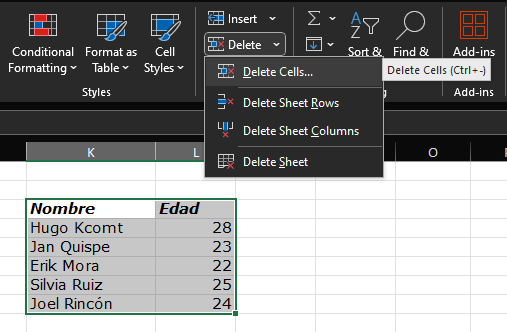 Conditional
Formatting
Format as
Table
Cell
Styles
Styles
Insert
Delete
Sort &
Find &
Add-ins
Add-ins
Delete Cells...
Delete Cells (Ctrl+-)
Delete Sheet Rows
Delete Sheet Columns
Delete Sheet
K L O
Nombre Edad
Hugo Kcomt 28
Jan Quispe 23
Erik Mora 22
Silvia Ruiz 25
Joel Rincón 24